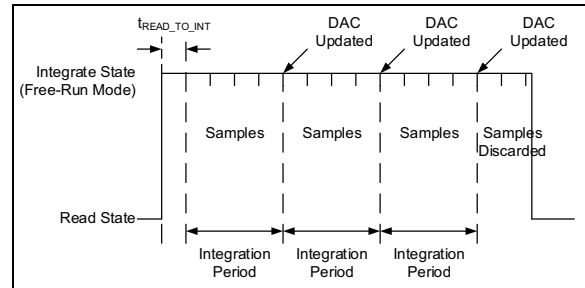 tREAD_TO_INT
DAC
Updated
DAC
Updated
DAC
Updated
Integrate State
(Free-Run Mode)
Samples
Samples
Samples
Samples
Discarded
Read State
Integration
Period
Integration
Period
Integration
Period